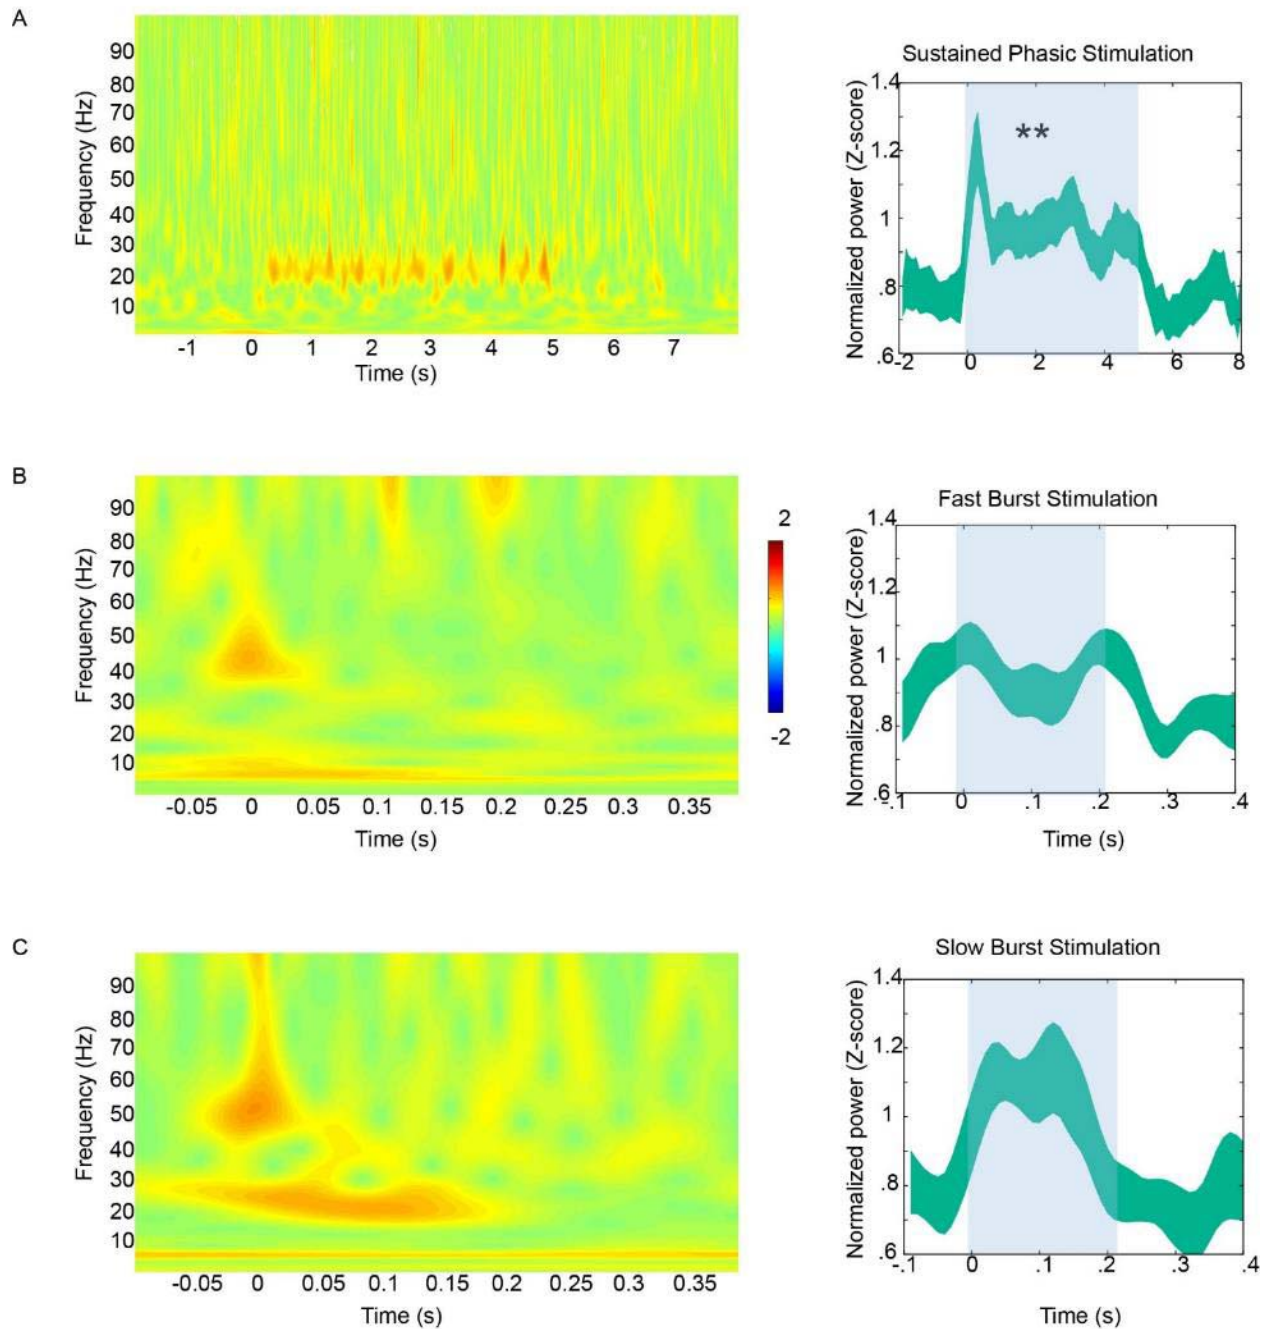 A
Frequency (Hz)
90
80
70
60
50
40
30
20
10
-1 0 1 2 3 4 5 6 7
Time (s)
Sustained Phasic Stimulation
Normalized power (Z-score)
1.4
1.2
1
.8
.6
**
-2 0 2 4 6 8
B
Frequency (Hz)
90
80
70
60
50
40
30
20
10
-0.05 0 0.05 0.1 0.15 0.2 0.25 0.3 0.35
Time (s)
2
-2
Fast Burst Stimulation
Normalized power (Z-score)
1.4
1.2
1
.8
.6
-.1 0 .1 .2 .3 .4
Time (s)
C
Frequency (Hz)
90
80
70
60
50
40
30
20
10
-0.05 0 0.05 0.1 0.15 0.2 0.25 0.3 0.35
Time (s)
Slow Burst Stimulation
Normalized power (Z-score)
1.4
1.2
1
.8
.6
-.1 0 .1 .2 .3 .4
Time (s)